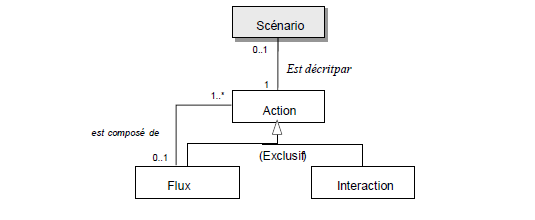 Scénario
0..1
Est décritpar
1
1..*
Action
est composé de
(Exclusif)
0..1
Flux
Interaction